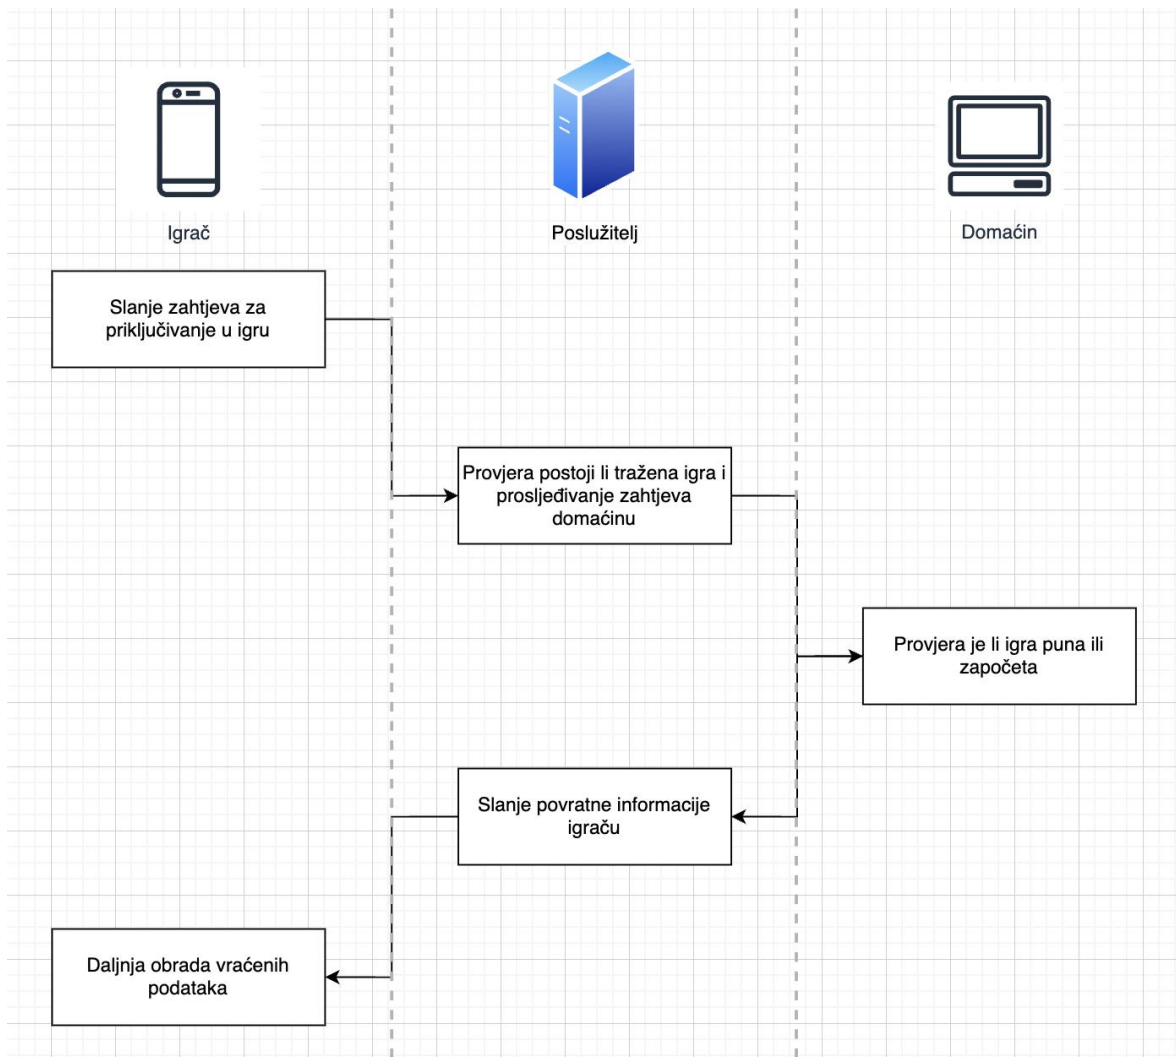 Igrač
Poslužitelj
Domaćin
Slanje zahtjeva za
priključivanje u igru
Provjera postoji li tražena igra i
prosljeđivanje zahtjeva
domaćinu
Provjera je li igra puna ili
započeta
Slanje povratne informacije
igraču
Daljnja obrada vraćenih
podataka